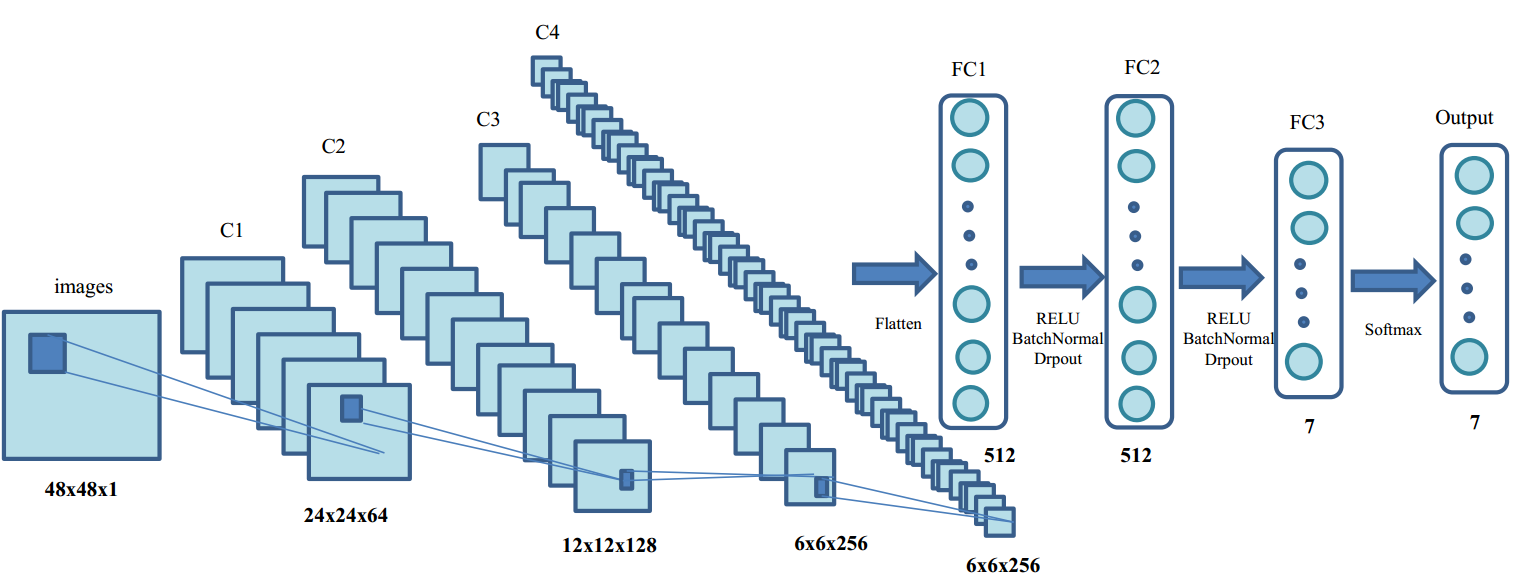 images
48x48x1
C1
24x24x64
C2
12x12x128
C3
6x6x256
C4
6x6x256
Flatten
FC1
512
RELU
BatchNormal
Drpout
FC2
512
RELU
BatchNormal
Drpout
FC3
7
Softmax
Output
7